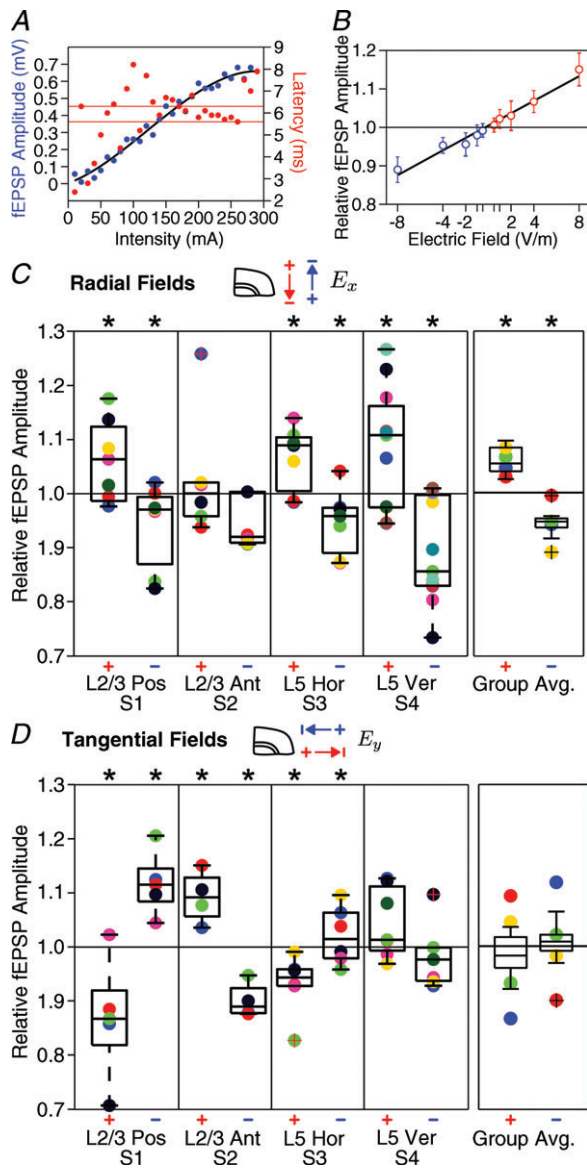 A
fEPSP Amplitude (mV)
0.7
0.6
0.5
0.4
0.3
0.2
0.1
0
9
8
7
6
5
4
3
2
Latency (ms)
0 50 100 150 200 250 300
Intensity (mA)
B
Relative fEPSP Amplitude
1.2
1.1
1.0
0.9
0.8
-8 -4 -2 1 2 4 8
Electric Field (V/m)
C Radial Fields + − − + Ex
* * * * * * * *
Relative fEPSP Amplitude
1.3
1.2
1.1
1.0
1.9
0.8
0.7
+ − + − + − + − + −
L2/3 Pos L2/3 Ant L5 Hor L5 Ver Group Avg.
S1 S2 S3 S4
D Tangential Fields − + + − Ey
* * * * * *
Relative fEPSP Amplitude
1.3
1.2
1.1
1.0
1.9
0.8
0.7
+ − + − + − + − + −
L2/3 Pos L2/3 Ant L5 Hor L5 Ver Group Avg.
S1 S2 S3 S4